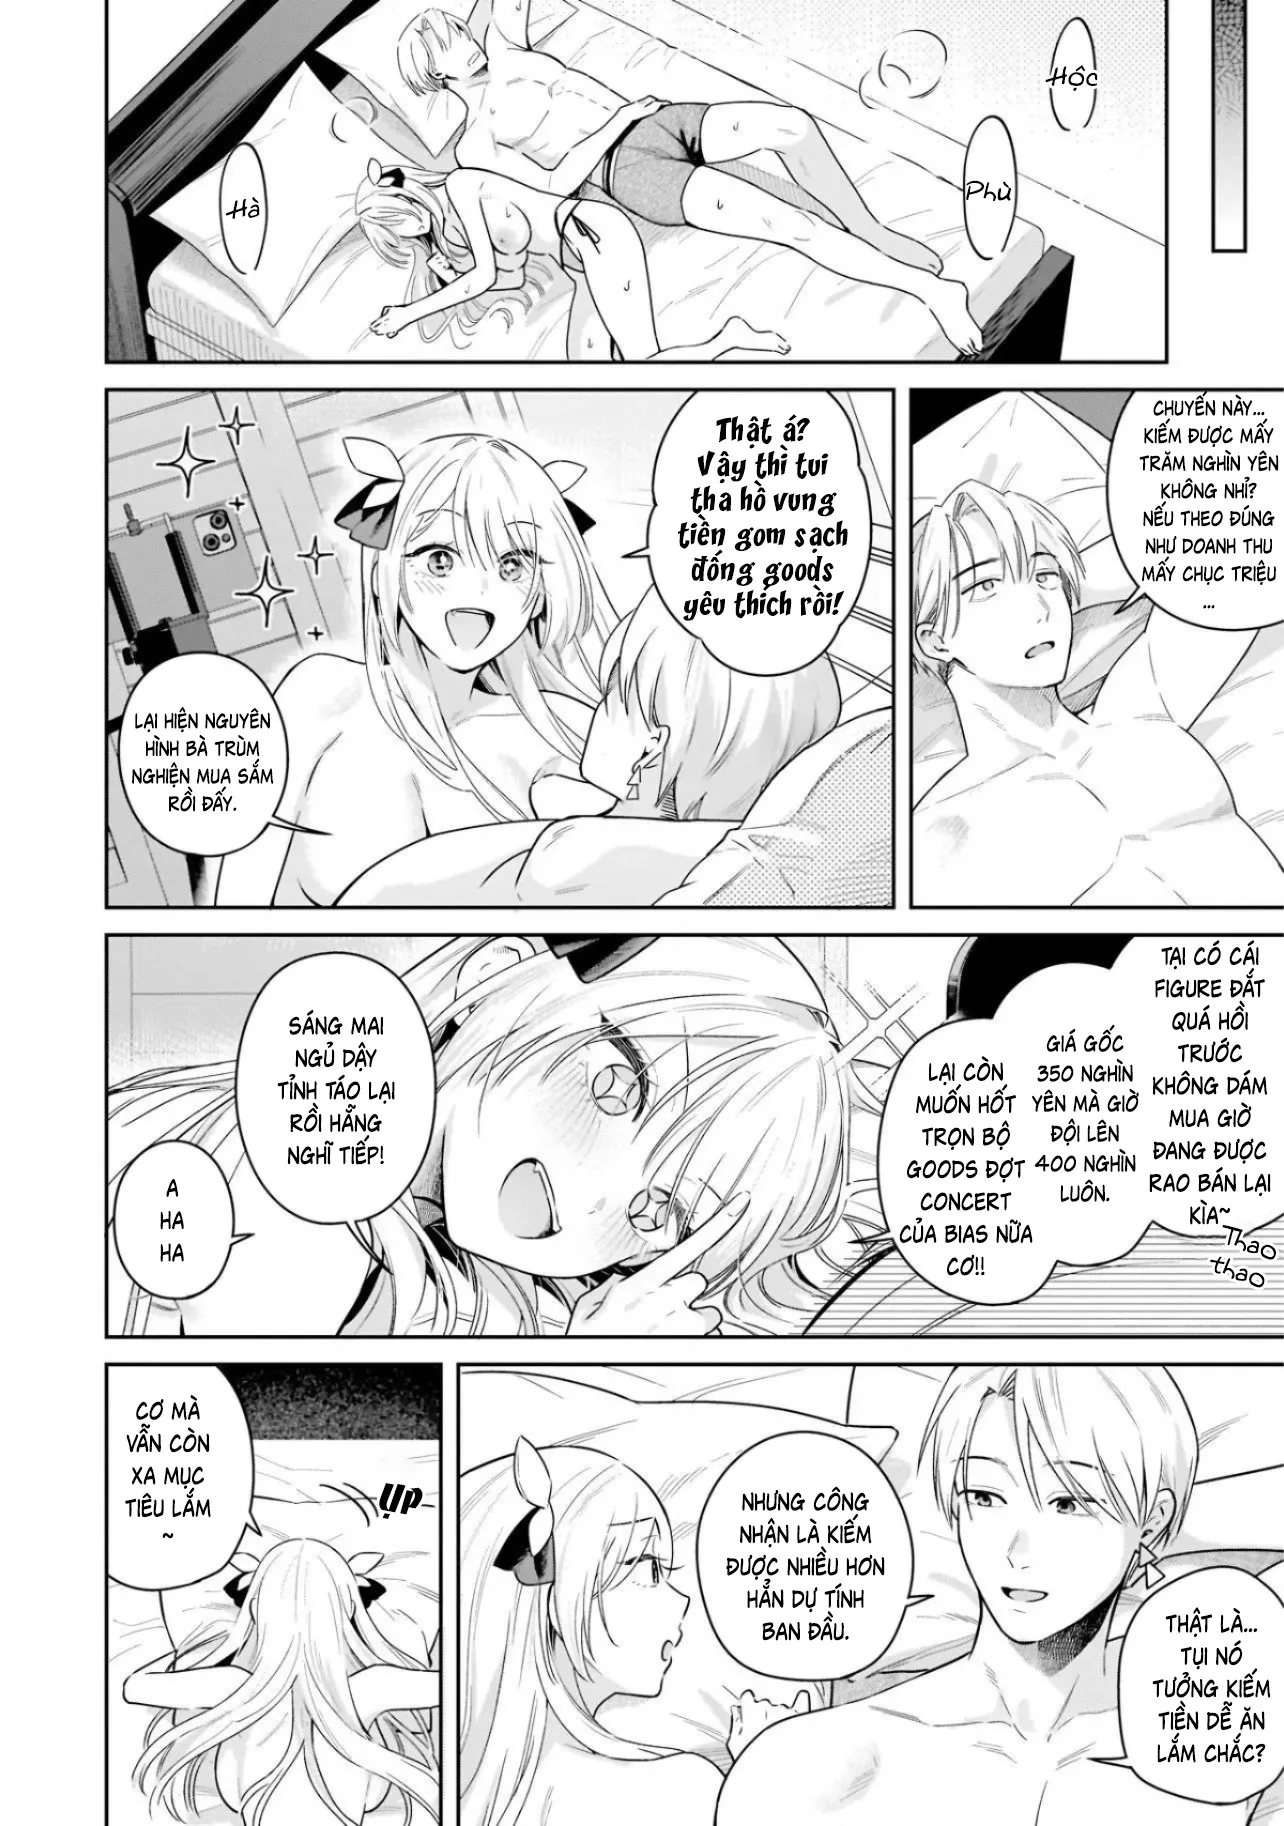 Hộc
Phù
Hà
CHUYẾN NÀY...
KIẾM ĐƯỢC MẤY
TRĂM NGHÌN YÊN
KHÔNG NHỈ?
NẾU THEO ĐÚNG
NHƯ DOANH THU
MẤY CHỤC TRIỆU
...
Thật á?
Vậy thì tui
tha hồ vung
tiền gom sạch
đống goods
yêu thích rồi!
LẠI HIỆN NGUYÊN
HÌNH BÀ TRÙM
NGHIỆN MUA SẮM
RỒI ĐẤY.
TẠI CÓ CÁI
FIGURE ĐẮT
QUÁ HỒI
TRƯỚC
KHÔNG DÁM
MUA GIỜ
ĐANG ĐƯỢC
RAO BÁN LẠI
KÌA~
GIÁ GỐC
350 NGHÌN
YÊN MÀ GIỜ
ĐỘI LÊN
400 NGHÌN
LUÔN.
LẠI CÒN
MUỐN HỐT
TRỌN BỘ
GOODS ĐỢT
CONCERT
CỦA BIAS NỮA
CƠ!!
Thao
thao
SÁNG MAI
NGỦ DẬY
TỈNH TÁO LẠI
RỒI HẴNG
NGHĨ TIẾP!
A
HA
HA
THẬT LÀ...
TỤI NÓ
TƯỞNG KIẾM
TIỀN DỄ ĂN
LẮM CHẮC?
NHƯNG CÔNG
NHẬN LÀ KIẾM
ĐƯỢC NHIỀU HƠN
HẲN DỰ TÍNH
BAN ĐẦU.
CƠ MÀ
VẪN CÒN
XA MỤC
TIÊU LẮM
~
ỤP